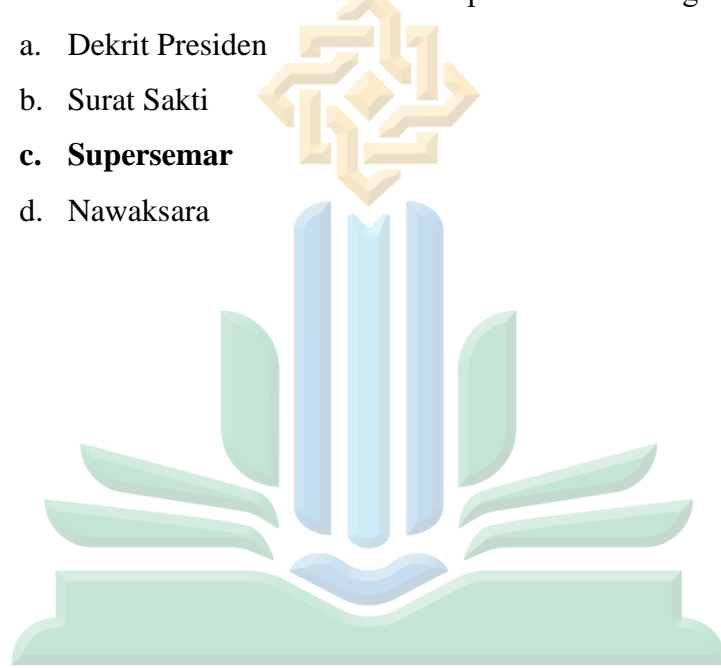 a. Dekrit Presiden
b. Surat Sakti
c. Supersemar
d. Nawaksara